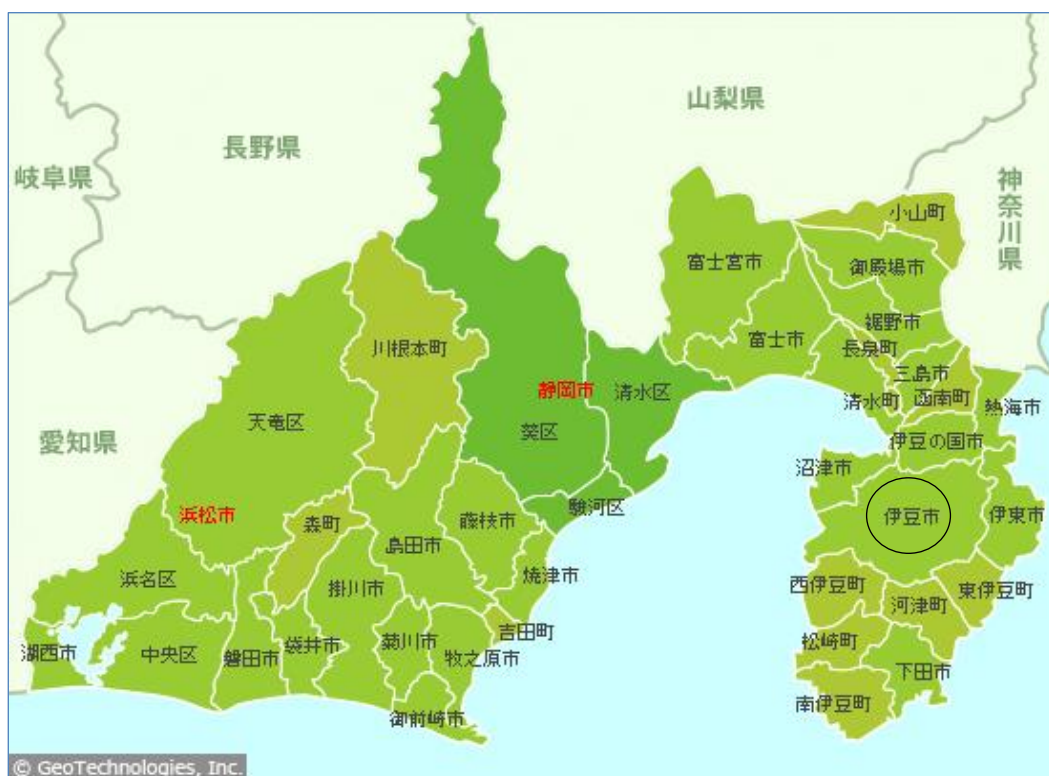 山梨県
長野県
岐阜県
神奈川県
小山町
富士宮市
御殿場市
裾野市
富士市
長泉町
川根本町
三島市
静岡市
清水区
函南町
清水町
熱海市
天竜区
葵区
伊豆の国市
愛知県
沼津市
駿河区
浜松市
森町
藤枝市
伊豆市
伊東市
島田市
焼津市
浜名区
掛川市
西伊豆町
東伊豆町
河津町
吉田町
松崎町
湖西市
中央区
磐田市
袋井市
菊川市
牧之原市
下田市
南伊豆町
御前崎市
© GeoTechnologies, Inc.